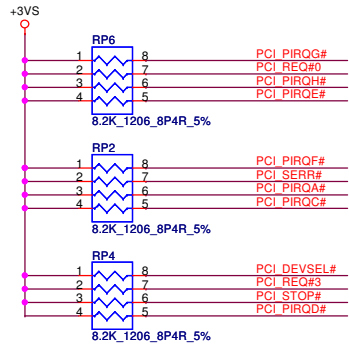 +3VS
RP6
1 8 PCI_PIRQG#
2 7 PCI_REQ#0
3 6 PCI_PIRQH#
4 5 PCI_PIRQE#
8.2K_1206_8P4R_5%
RP2
1 8 PCI_PIRQF#
2 7 PCI_SERR#
3 6 PCI_PIRQA#
4 5 PCI_PIRQC#
8.2K_1206_8P4R_5%
RP4
1 8 PCI_DEVSEL#
2 7 PCI_REQ#3
3 6 PCI_STOP#
4 5 PCI_PIRQD#
8.2K_1206_8P4R_5%